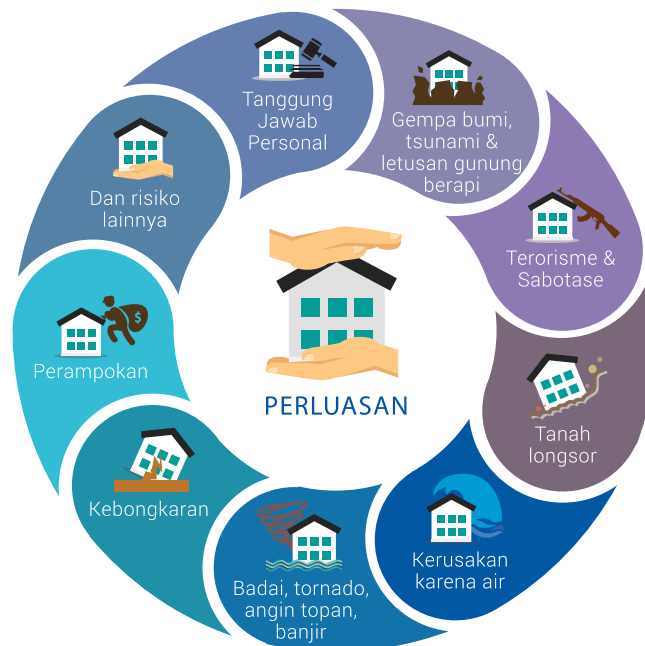 Tanggung
Jawab
Personal
Gempa bumi,
tsunami &
letusan gunung
berapi
Terorisme &
Sabotase
Tanah
longsor
Kerusakan
karena air
Badai, tornado,
angin topan,
banjir
Kebongkaran
Perampokan
Dan risiko
lainnya
PERLUASAN
$